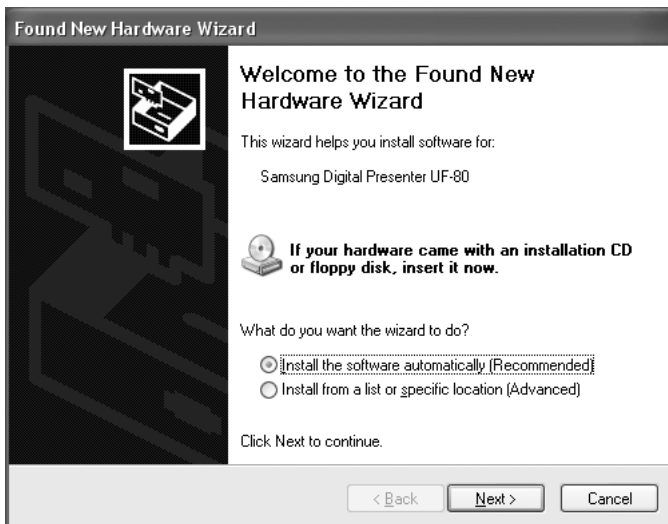 Found New Hardware Wizard
Welcome to the Found New
Hardware Wizard
This wizard helps you install software for:
Samsung Digital Presenter UF-80
If your hardware came with an installation CD
or floppy disk, insert it now.
What do you want the wizard to do?
Install the software automatically (Recommended)
Install from a list or specific location (Advanced)
Click Next to continue.
< Back Next > Cancel